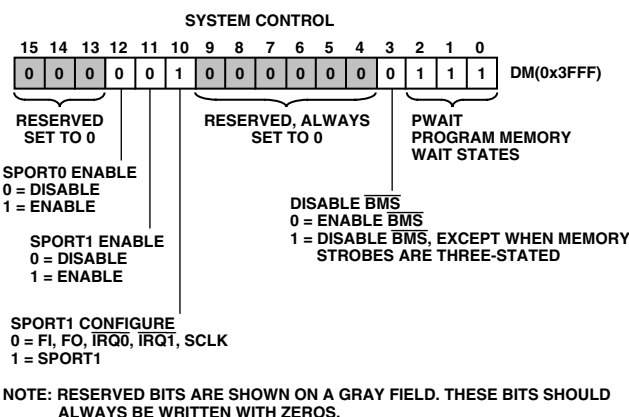 SYSTEM CONTROL
15 14 13 12 11 10 9 8 7 6 5 4 3 2 1 0
0 0 0 0 0 1 0 0 0 0 0 0 0 1 1 1 DM(0x3FFF)
RESERVED
SET TO 0
RESERVED, ALWAYS
SET TO 0
PWAIT
PROGRAM MEMORY
WAIT STATES
SPORT0 ENABLE
0 = DISABLE
1 = ENABLE
DISABLE BMS
0 = ENABLE BMS
1 = DISABLE BMS, EXCEPT WHEN MEMORY
STROBES ARE THREE-STATED
SPORT1 ENABLE
0 = DISABLE
1 = ENABLE
SPORT1 CONFIGURE
0 = FI, FO, IRQ0, IRQ1, SCLK
1 = SPORT1
NOTE: RESERVED BITS ARE SHOWN ON A GRAY FIELD. THESE BITS SHOULD
ALWAYS BE WRITTEN WITH ZEROS.